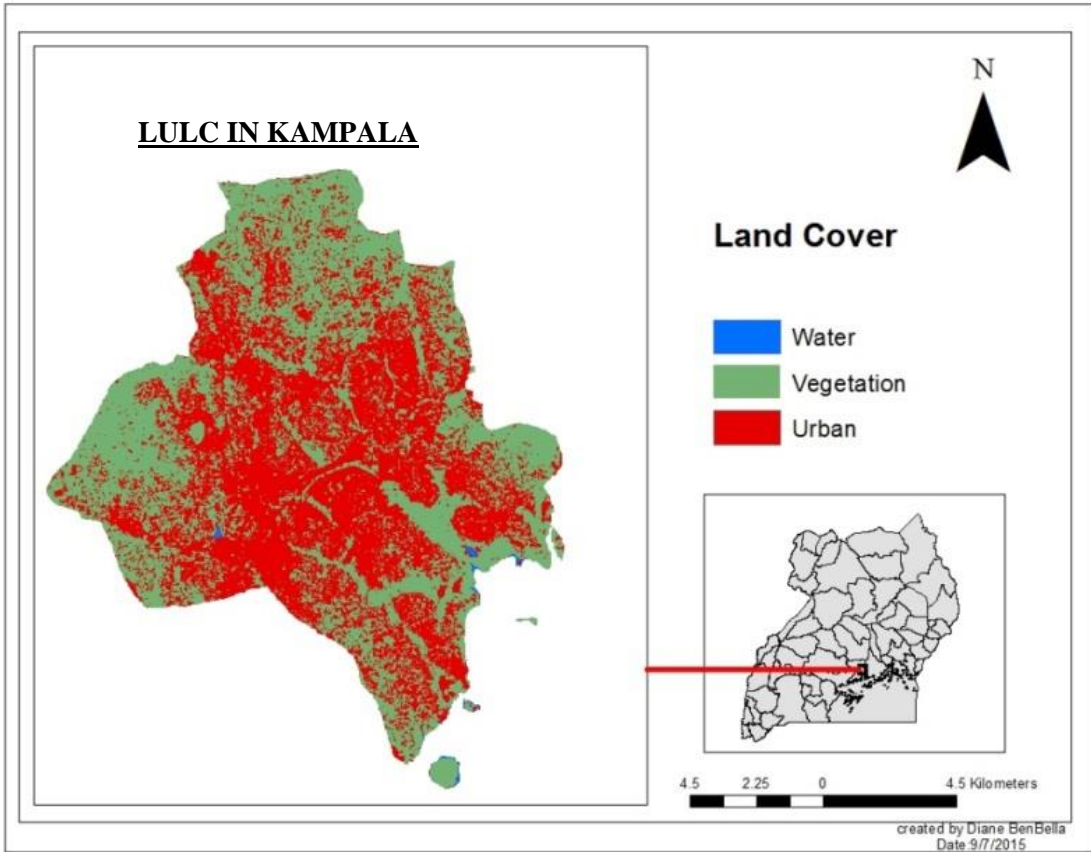 LULC IN KAMPALA
N
Land Cover
Water
Vegetation
Urban
4.5 2.25 0 4.5 Kilometers
created by Diane BenBella
Date:9/7/2015